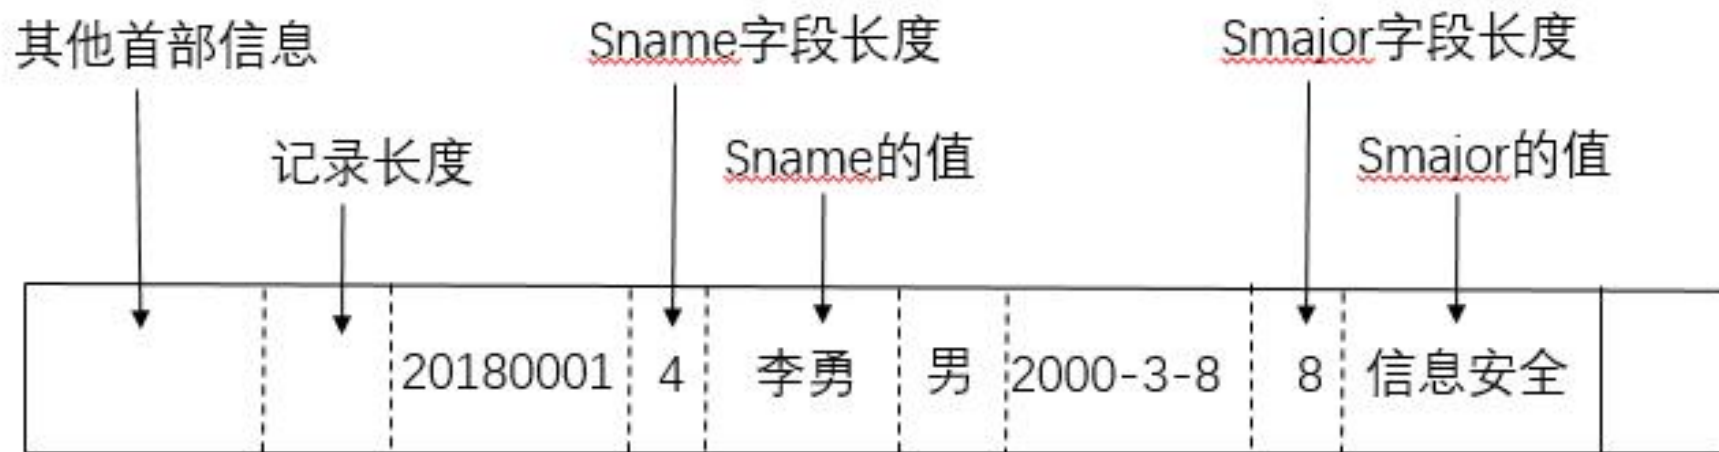 其他首部信息
Sname字段长度
Smajor字段长度
记录长度
Sname的值
Smajor的值
20180001 4 李勇 男 2000-3-8 8 信息安全